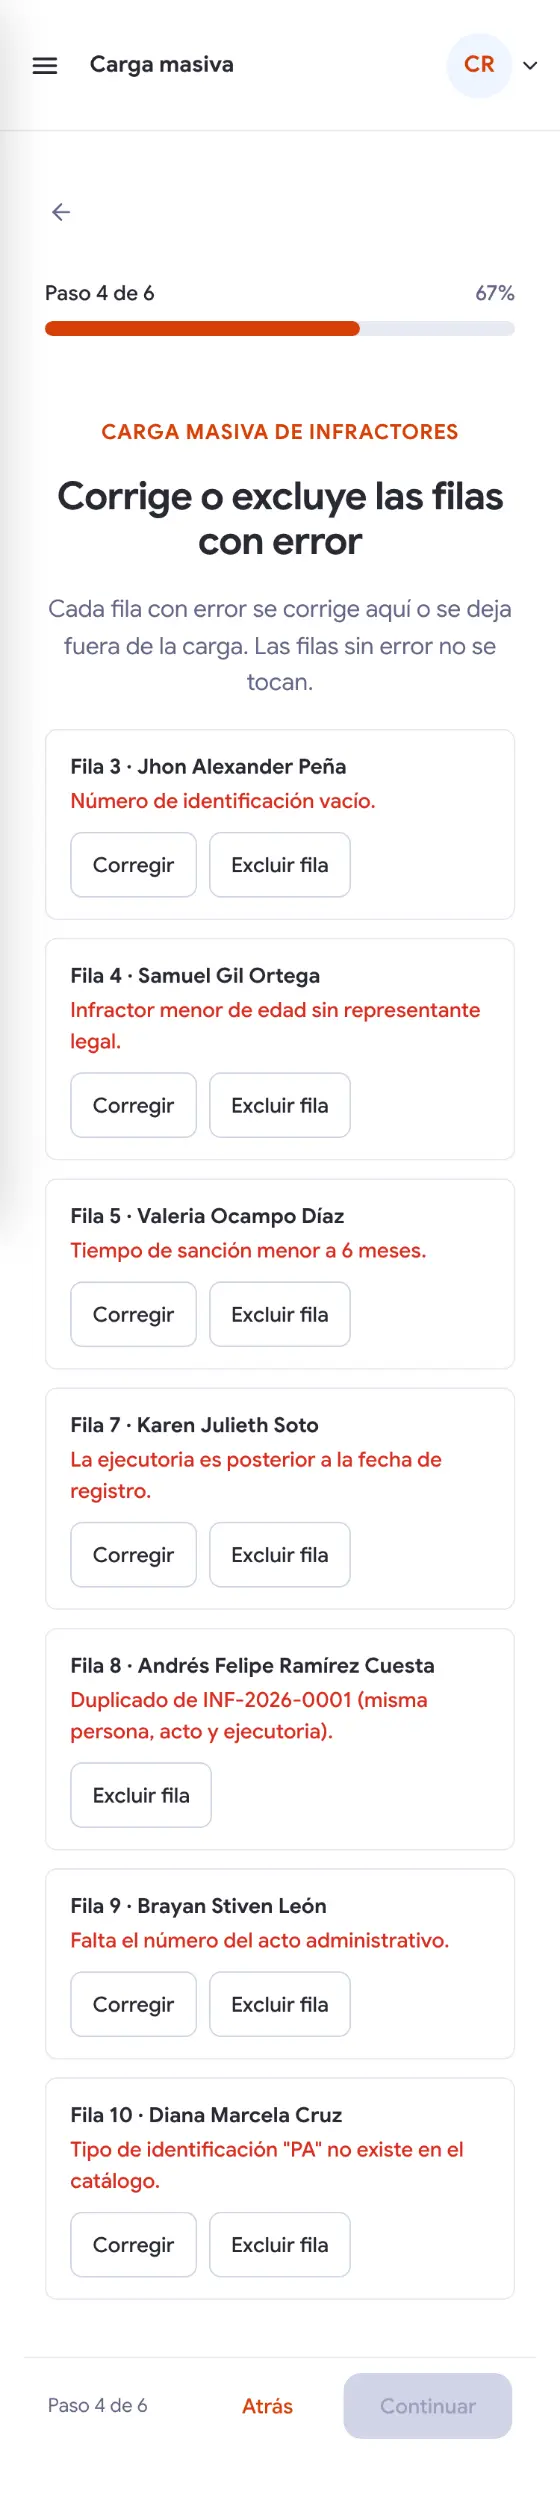 Carga masiva
CR
Paso 4 de 6
67%
CARGA MASIVA DE INFRACTORES
Corrige o excluye las filas
con error
Cada fila con error se corrige aquí o se deja
fuera de la carga. Las filas sin error no se
tocan.
Fila 3 · Jhon Alexander Peña
Número de identificación vacío.
Corregir
Excluir fila
Fila 4 · Samuel Gil Ortega
Infractor menor de edad sin representante
legal.
Corregir
Excluir fila
Fila 5 · Valeria Ocampo Díaz
Tiempo de sanción menor a 6 meses.
Corregir
Excluir fila
Fila 7 · Karen Julieth Soto
La ejecutoria es posterior a la fecha de
registro.
Corregir
Excluir fila
Fila 8 · Andrés Felipe Ramírez Cuesta
Duplicado de INF-2026-0001 (misma
persona, acto y ejecutoria).
Excluir fila
Fila 9 · Brayan Stiven León
Falta el número del acto administrativo.
Corregir
Excluir fila
Fila 10 · Diana Marcela Cruz
Tipo de identificación "PA" no existe en el
catálogo.
Corregir
Excluir fila
Paso 4 de 6
Atrás
Continuar